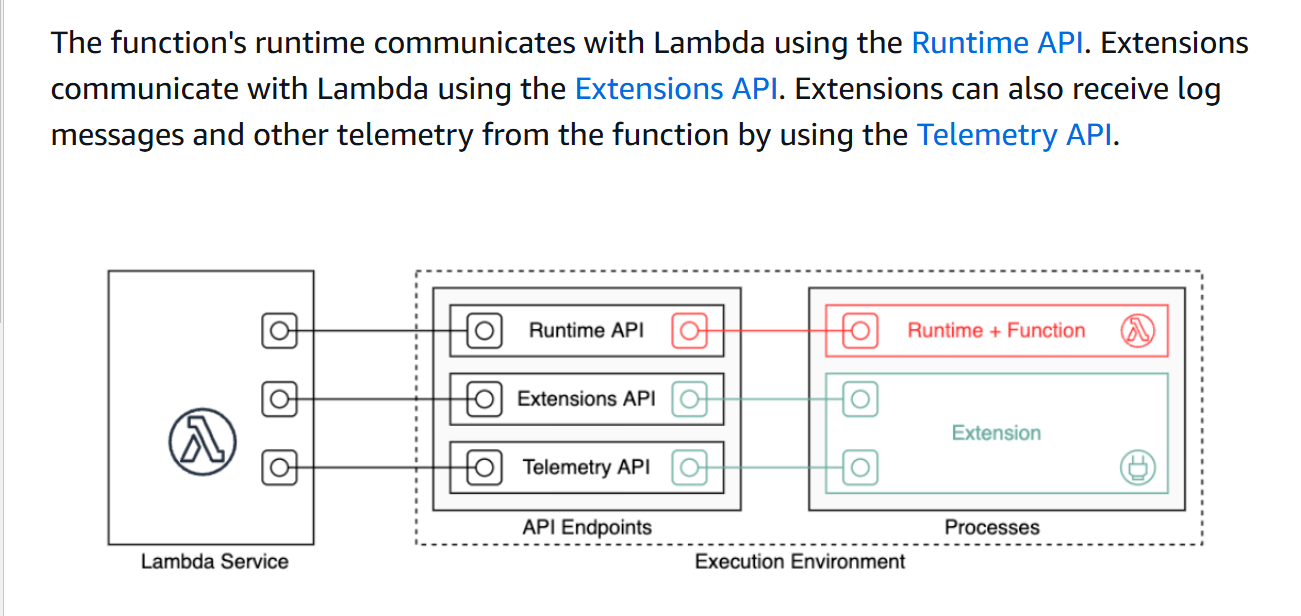 The function's runtime communicates with Lambda using the Runtime API. Extensions
communicate with Lambda using the Extensions API. Extensions can also receive log
messages and other telemetry from the function by using the Telemetry API.
Runtime API
Runtime + Function
Extensions API
Extension
Telemetry API
API Endpoints
Processes
Lambda Service
Execution Environment